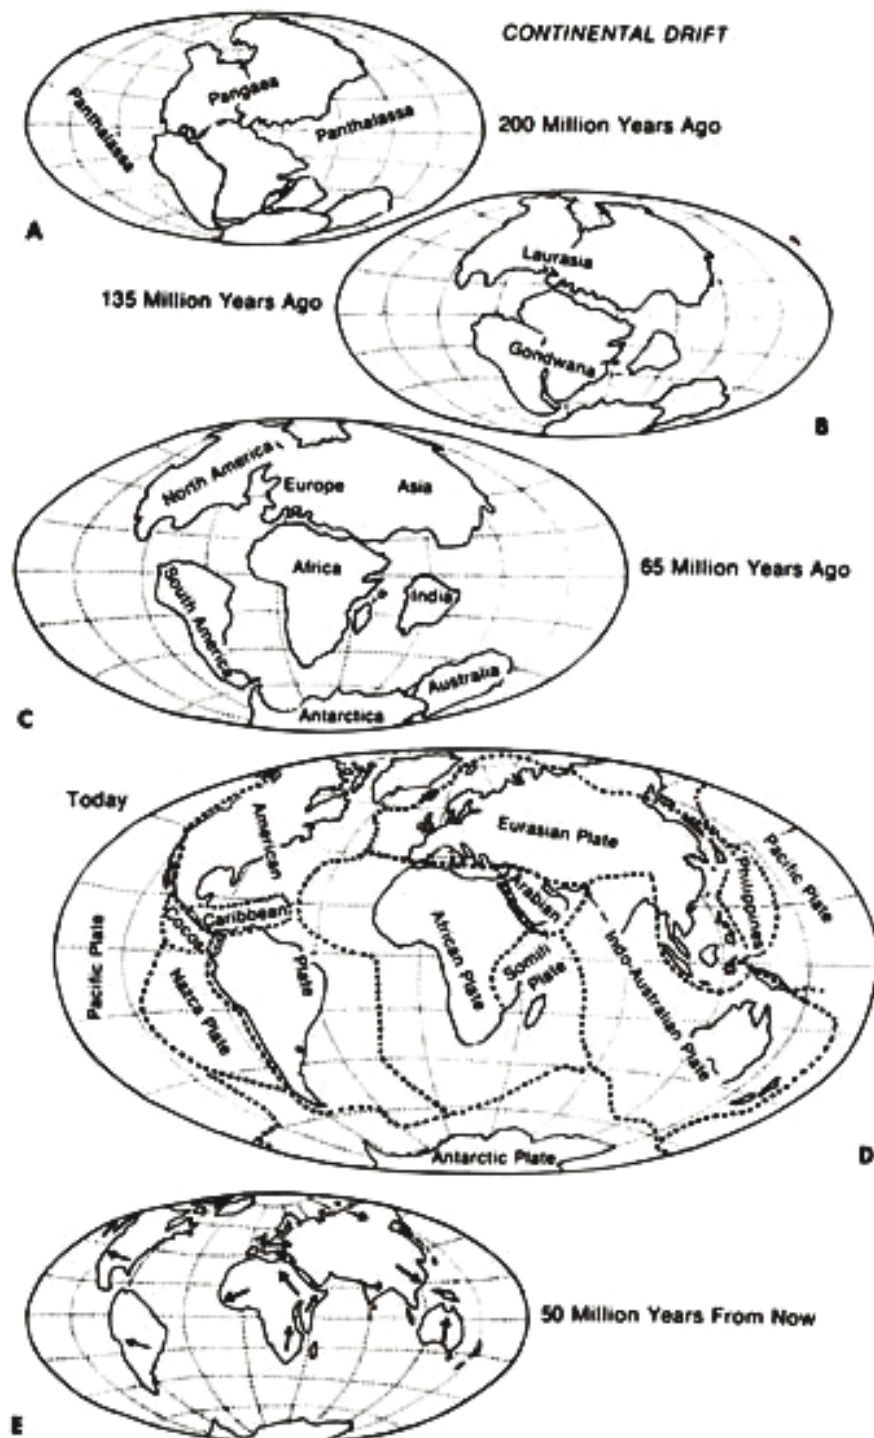 CONTINENTAL DRIFT
Pangaea
Panthalassa
Panthalassa
200 Million Years Ago
A
Laurasia
135 Million Years Ago
Gondwana
B
North America
Europe
Asia
Africa
India
65 Million Years Ago
South America
Australia
Antarctica
C
Today
American
Eurasian Plate
Pacific Plate
Philippines
Arabian
Caribbean
Cocos
African Plate
Somili
Plate
Indo-Australian Plate
Pacific Plate
Nazca Plate
Plate
Antarctic Plate
D
50 Million Years From Now
E